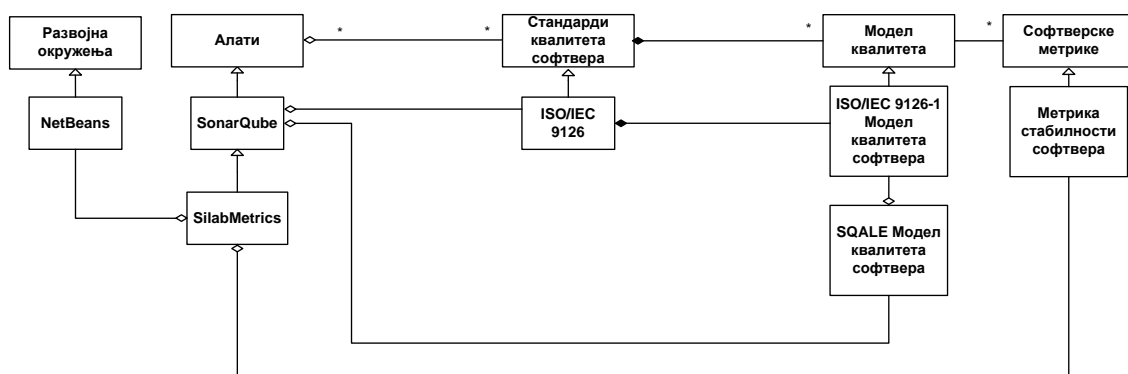 Развојна
окружења
Алати
*
*
Стандарди
квалитета
софтвера
*
Модел
квалитета
*
Софтверске
метрике
NetBeans
SonarQube
ISO/IEC
9126
ISO/IEC 9126-1
Модел
квалитета
софтвера
Метрика
стабилности
софтвера
SilabMetrics
SQALE Модел
квалитета
софтвера